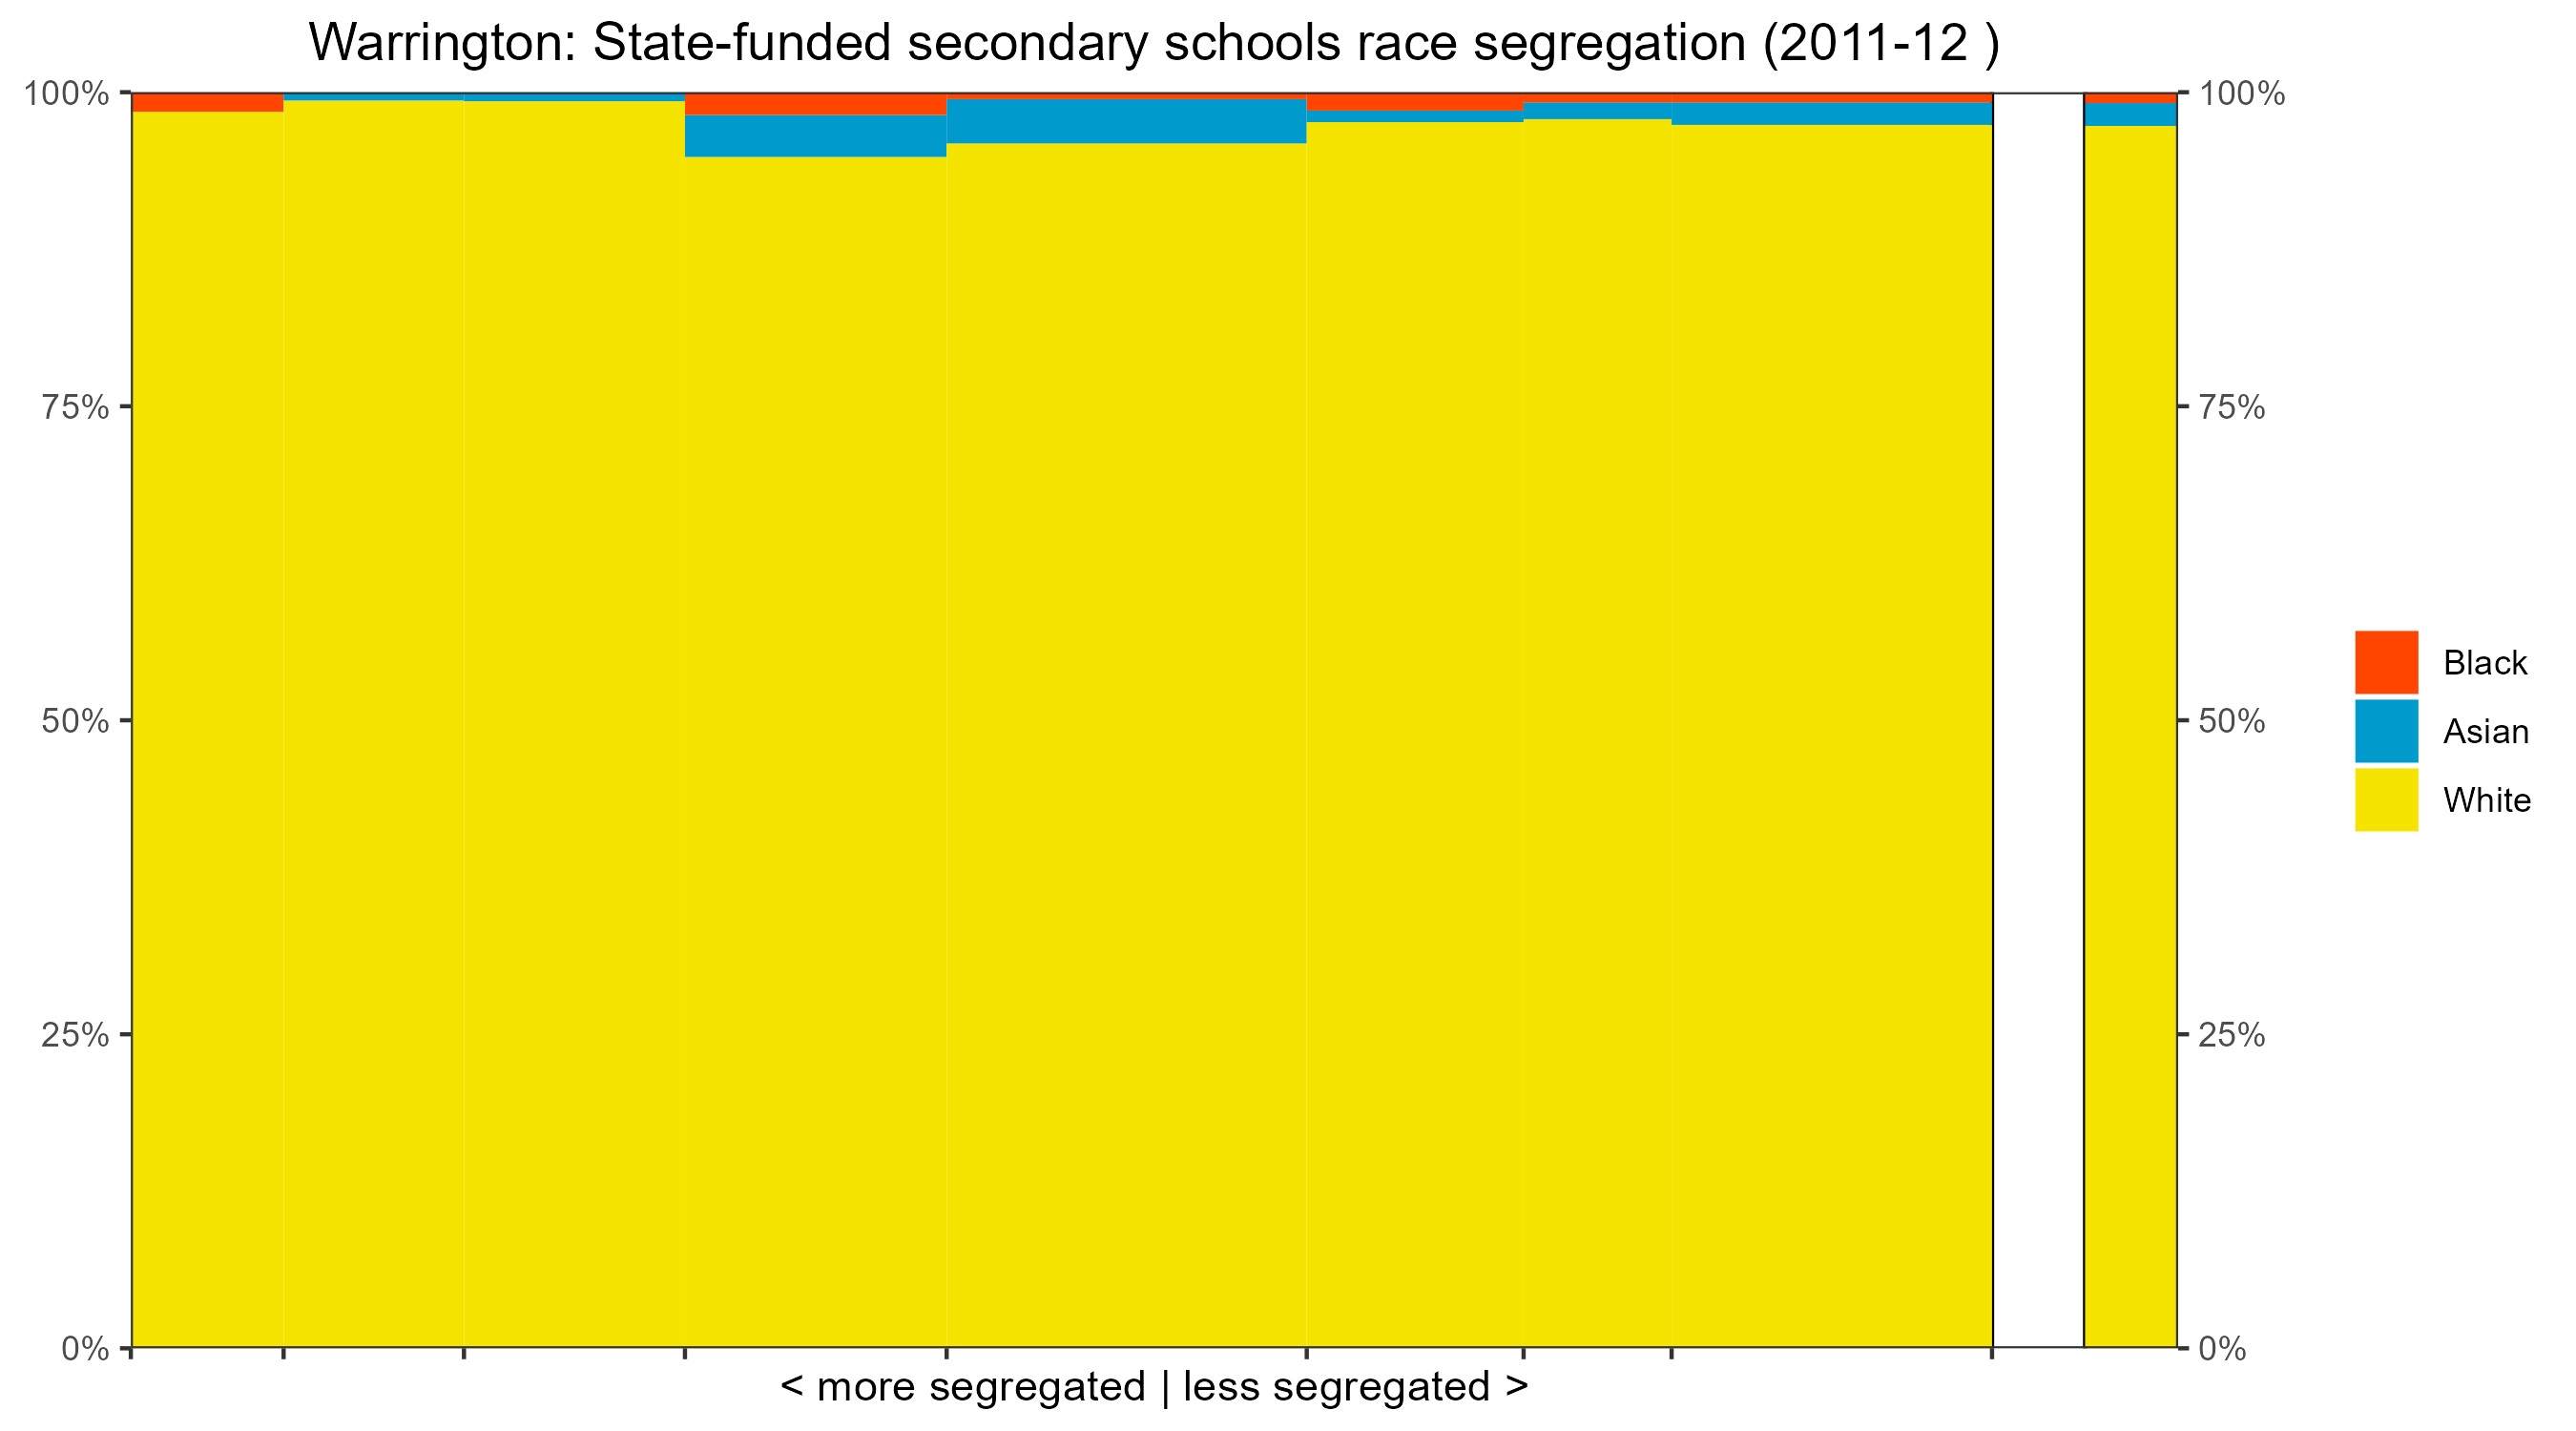 Warrington: State-funded secondary schools race segregation (2011-12 )
100%
75%
50%
25%
0%
100%
75%
50%
25%
0%
Black
Asian
White
< more segregated | less segregated >